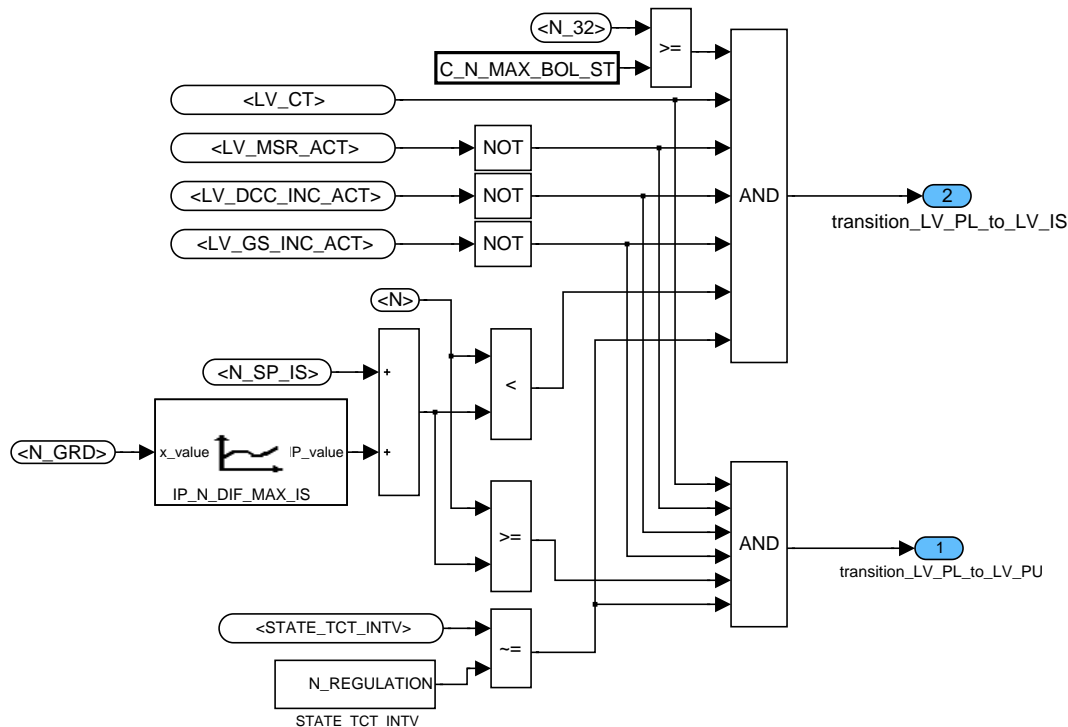 <N_32>
>=
C_N_MAX_BOL_ST
<LV_CT>
<LV_MSR_ACT>
NOT
<LV_DCC_INC_ACT>
NOT
AND
2
transition_LV_PL_to_LV_IS
<LV_GS_INC_ACT>
NOT
<N>
<N_SP_IS>
+
<
<N_GRD>
x_value
IP_value
+
IP_N_DIF_MAX_IS
>=
AND
1
transition_LV_PL_to_LV_PU
<STATE_TCT_INTV>
~=
N_REGULATION
STATE_TCT_INTV